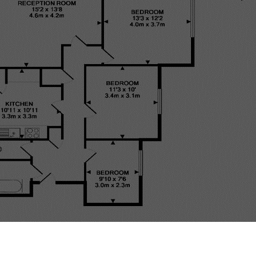 RECEPTION ROOM
15'2 x 13'8
4.6m x 4.2m
BEDROOM
13'3 x 12'2
4.0m x 3.7m
BEDROOM
11'3 x 10'
3.4m x 3.1m
KITCHEN
10'11 x 10'11
3.3m x 3.3m
BEDROOM
9'10 x 7'6
3.0m x 2.3m